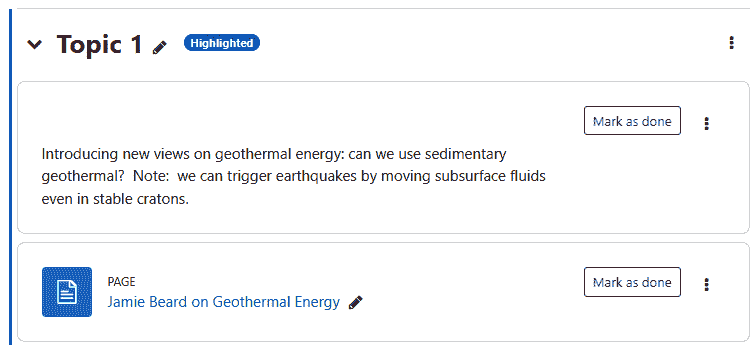 Topic 1
Highlighted
Mark as done
Introducing new views on geothermal energy: can we use sedimentary
geothermal?  Note:  we can trigger earthquakes by moving subsurface fluids
even in stable cratons.
PAGE
Jamie Beard on Geothermal Energy
Mark as done